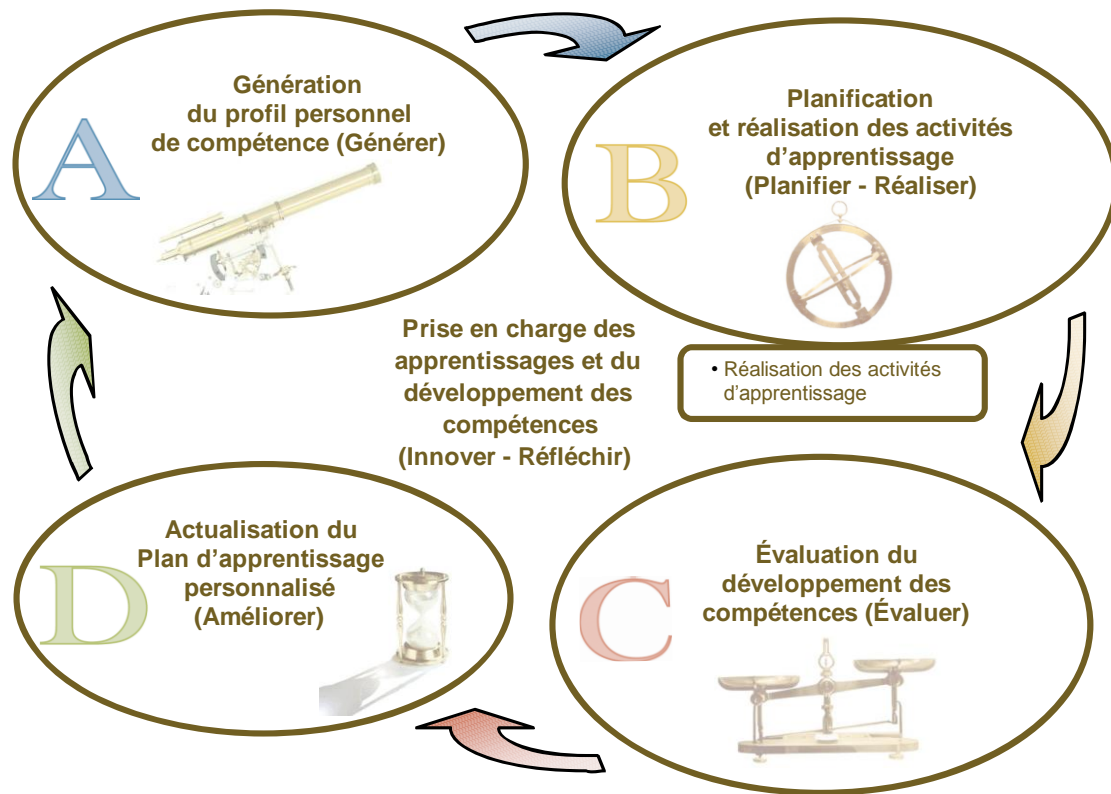 A
Génération
du profil personnel
de compétence (Générer)
B
Planification
et réalisation des activités
d’apprentissage
(Planifier - Réaliser)
• Réalisation des activités
d’apprentissage
Prise en charge des
apprentissages et du
développement des
compétences
(Innover - Réfléchir)
D
Actualisation du
Plan d’apprentissage
personnalisé
(Améliorer)
C
Évaluation du
développement des
compétences (Évaluer)